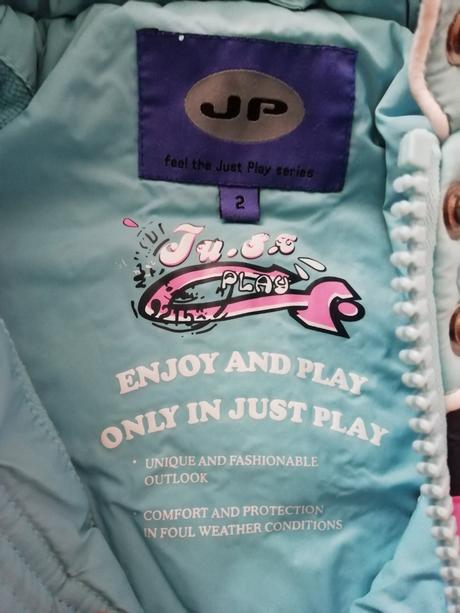 JP
feel the Just Play series
2
Ju.s.t
PLAY
ENJOY AND PLAY
ONLY IN JUST PLAY
· UNIQUE AND FASHIONABLE
OUTLOOK
· COMFORT AND PROTECTION
IN FOUL WEATHER CONDITIONS